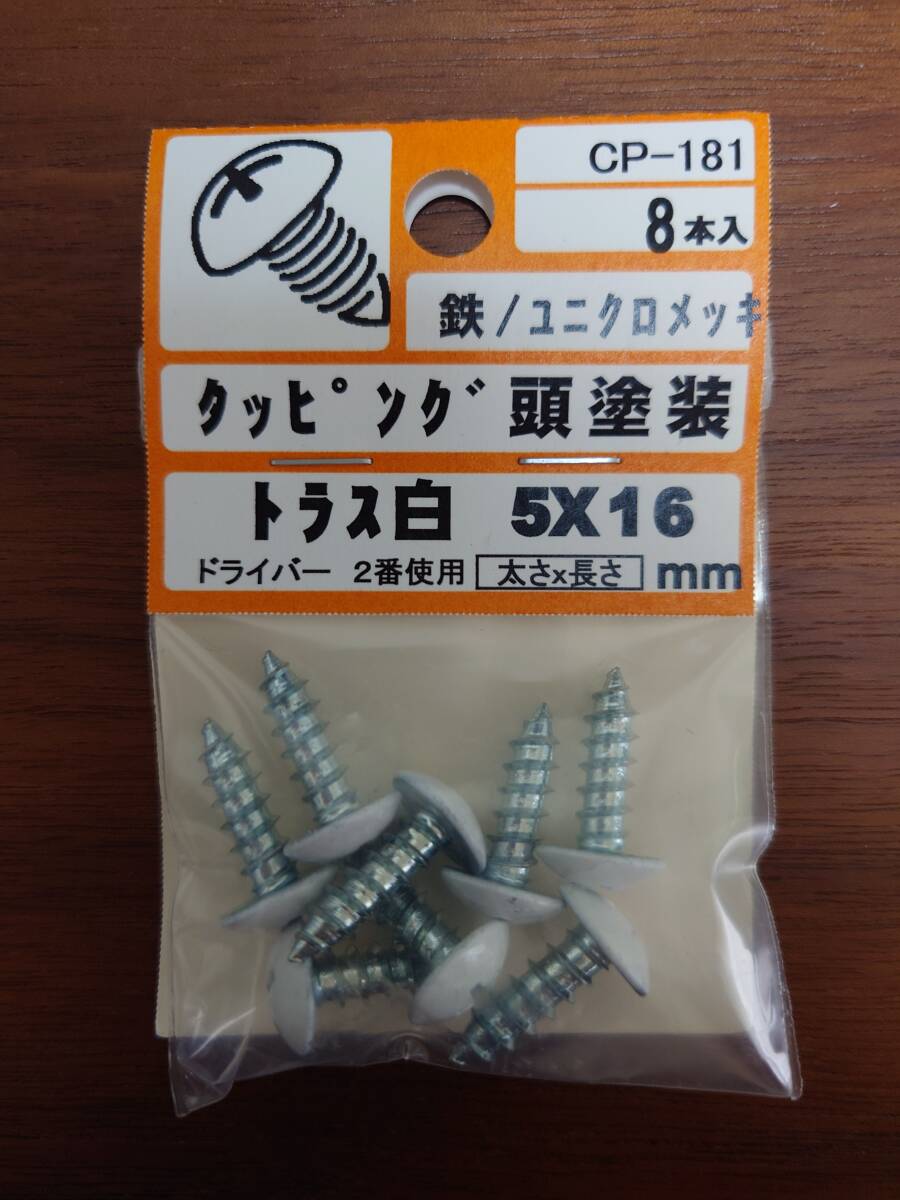 CP-181
8本入
鉄/ユニクロメッキ
タッピング頭塗装
トラス白 5X16
ドライバー 2番使用 太さx長さ mm